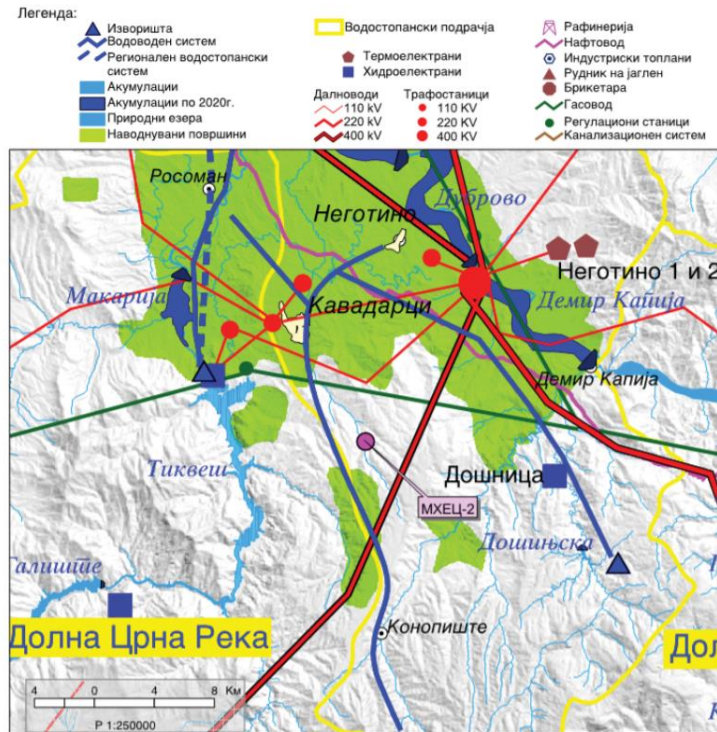 Легенда:
Изворишта
Водоводен систем
Регионален водостопански
систем
Акумулации
Акумулации по 2020г.
Природни езера
Наводнувани површини
Водостопански подрачја
Термоелектрани
Хидроелектрани
Далноводи
110 kV
220 kV
400 kV
Трафостаници
110 KV
220 KV
400 KV
Рафинерија
Нафтовод
Индустриски топлани
Рудник на јаглен
Брикетара
Гасовод
Регулациони станици
Канализационен систем
Росоман
Дуброво
Неготино
Неготино 1 и 2
Макарија
Кавадарци
Демир Капија
Демир Капија
Тиквеш
Дошница
МХЕЦ-2
Дошињска
Галиште
Долна Црна Река
Конопиште
Дол
4 0 4 8 Км
Р 1:250000